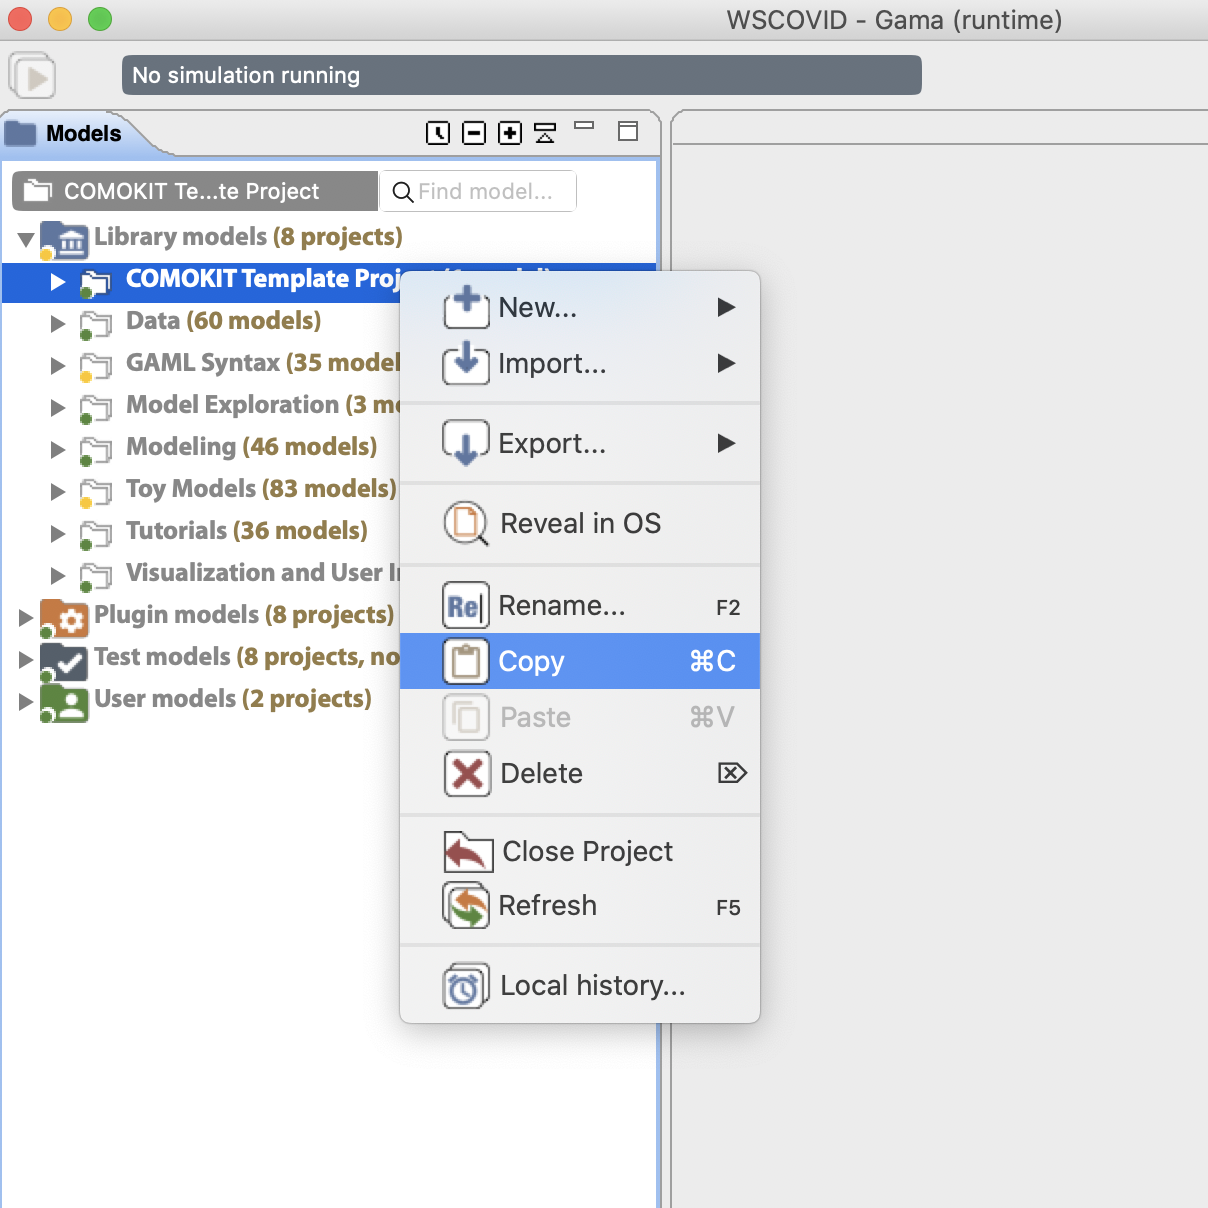 WSCOVID - Gama (runtime)
No simulation running
Models
COMOKIT Te...te Project
Find model...
Library models (8 projects)
COMOKIT Template Proj
Data (60 models)
GAML Syntax (35 model
Model Exploration (3 mo
Modeling (46 models)
Toy Models (83 models)
Tutorials (36 models)
Visualization and User I
Plugin models (8 projects)
Test models (8 projects, no
User models (2 projects)
New...
Import...
Export...
Reveal in OS
Rename... F2
Copy ⌘C
Paste ⌘V
Delete ⌦
Close Project
Refresh F5
Local history...